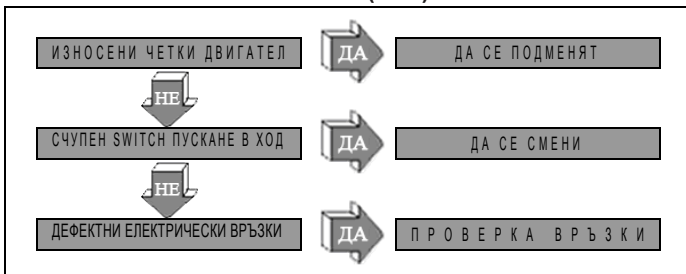 ИЗНОСЕНИ ЧЕТКИ ДВИГАТЕЛ ДА ДА СЕ ПОДМЕНЯТ
НЕ
СЧУПЕН SWITCH ПУСКАНЕ В ХОД ДА ДА СЕ СМЕНИ
НЕ
ДЕФЕКТНИ ЕЛЕКТРИЧЕСКИ ВРЪЗКИ ДА ПРОВЕРКА ВРЪЗКИ